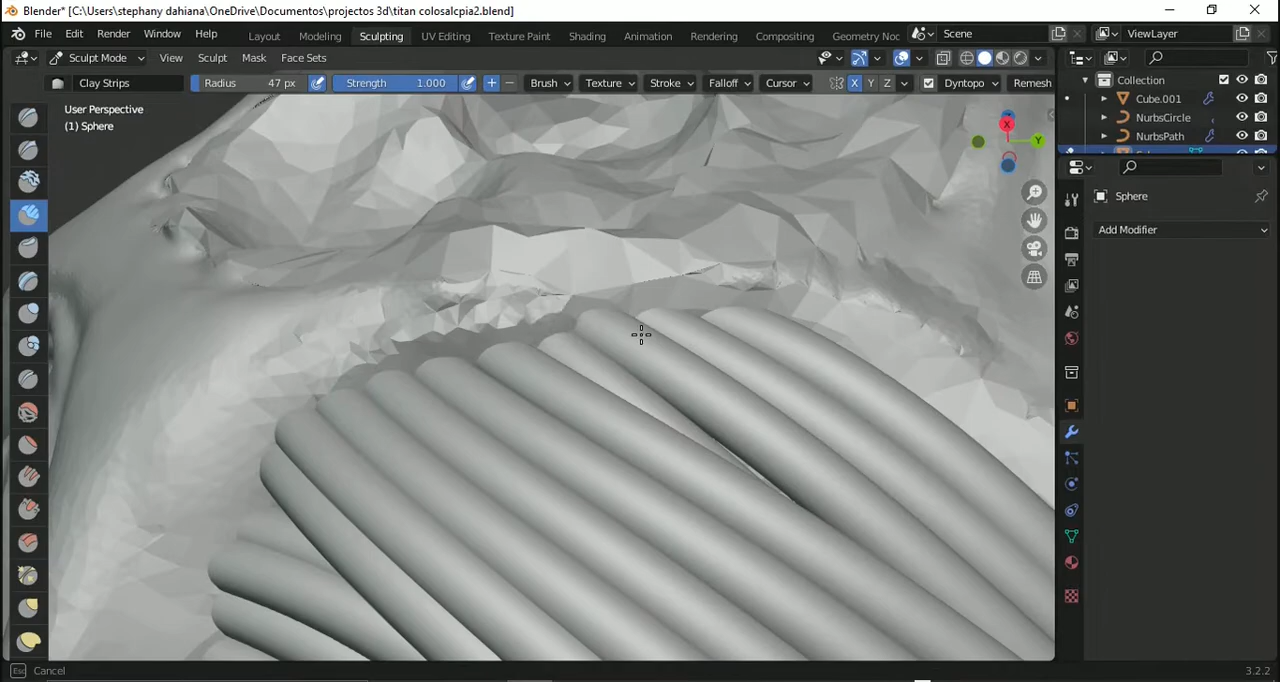 Blender* [C:\Users\stephany dahiana\OneDrive\Documentos\projectos 3d\titan colosalcpia2.blend]
File Edit Render Window Help Layout Modeling Sculpting UV Editing Texture Paint Shading Animation Rendering Compositing Geometry Noc Scene ViewLayer
Sculpt Mode View Sculpt Mask Face Sets
Clay Strips Radius 47 px Strength 1.000 Brush Texture Stroke Falloff Cursor X Y Z Dyntopo Remesh
Collection
User Perspective
Cube.001
(1) Sphere
NurbsCircle
X
Y
NurbsPath
Sphere
Add Modifier
Esc Cancel
3.2.2